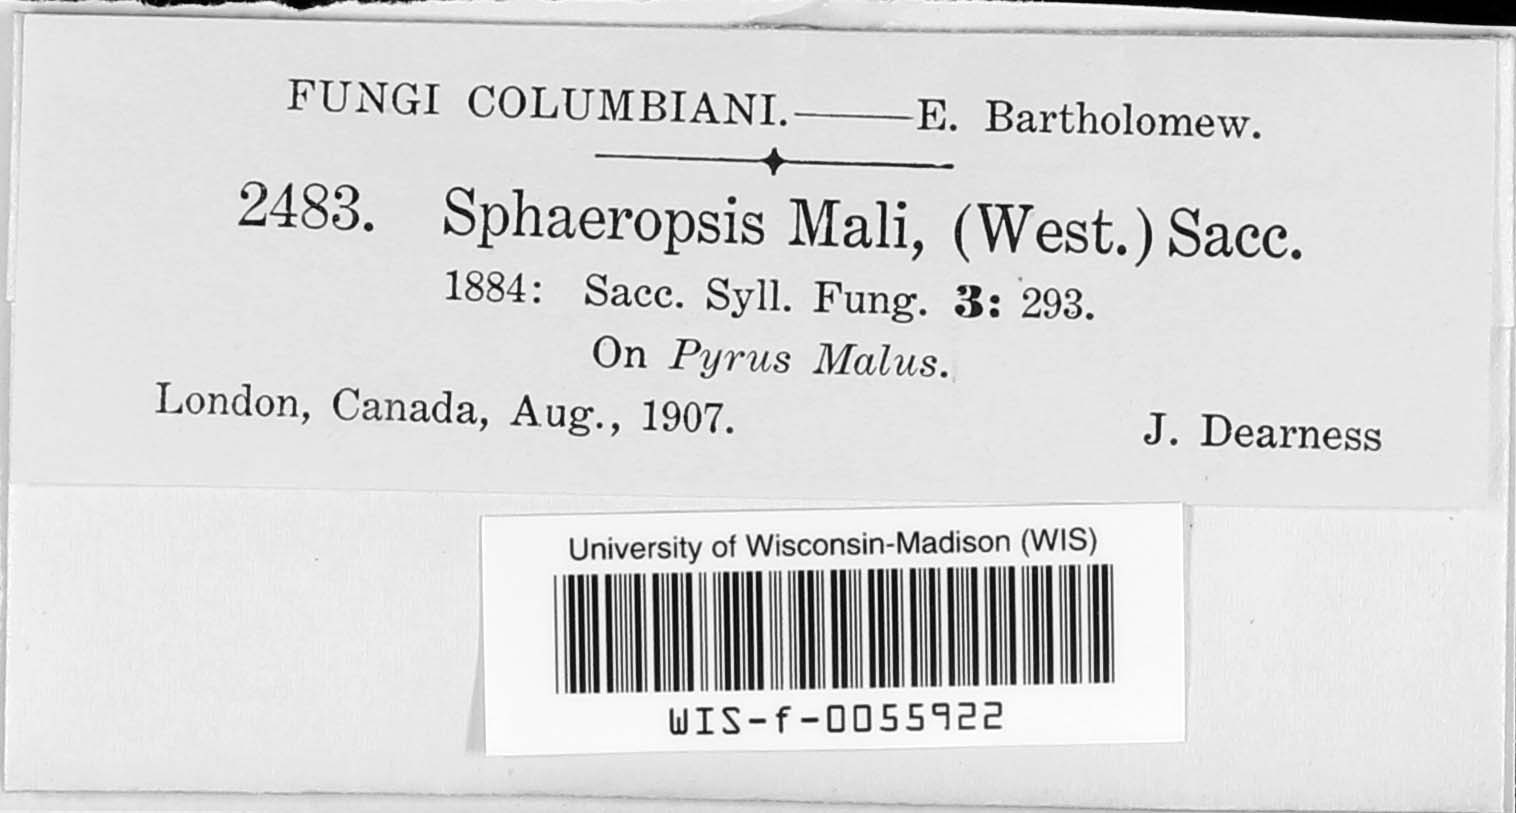 FUNGI COLUMBIANI.——E. Bartholomew.
2483. Sphaeropsis Mali, (West.) Sacc.
1884: Sacc. Syll. Fung. 3: 293.
On Pyrus Malus.
London, Canada, Aug., 1907. J. Dearness
University of Wisconsin-Madison (WIS)
WIS-f-0055922